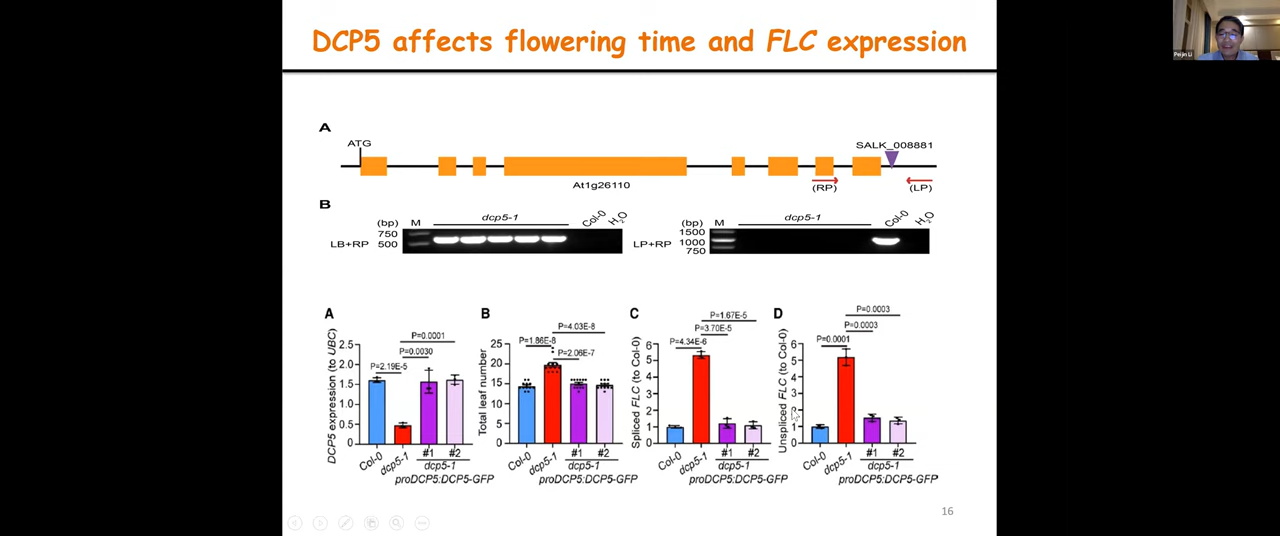 DCP5 affects flowering time and FLC expression
Peijin Li
A
ATG
SALK_008881
At1g26110
(RP)
(LP)
B
(bp)
M
dcp5-1
Col-0
H2O
750
LB+RP
500
(bp)
M
dcp5-1
Col-0
H2O
1500
LP+RP
1000
750
A
DCP5 expression (to UBC)
2.5
2.0
1.5
1.0
0.5
0
P=0.0001
P=0.0030
P=2.19E-5
Col-0
dcp5-1
#1
#2
dcp5-1
proDCP5:DCP5-GFP
B
Total leaf number
25
20
15
10
5
0
P=4.03E-8
P=1.86E-8
P=2.06E-7
Col-0
dcp5-1
#1
#2
dcp5-1
proDCP5:DCP5-GFP
C
Spliced FLC (to Col-0)
6
5
4
3
2
1
0
P=1.67E-5
P=3.70E-5
P=4.34E-6
Col-0
dcp5-1
#1
#2
dcp5-1
proDCP5:DCP5-GFP
D
Unspliced FLC (to Col-0)
6
5
4
3
2
1
0
P=0.0003
P=0.0003
P=0.0001
Col-0
dcp5-1
#1
#2
dcp5-1
proDCP5:DCP5-GFP
16